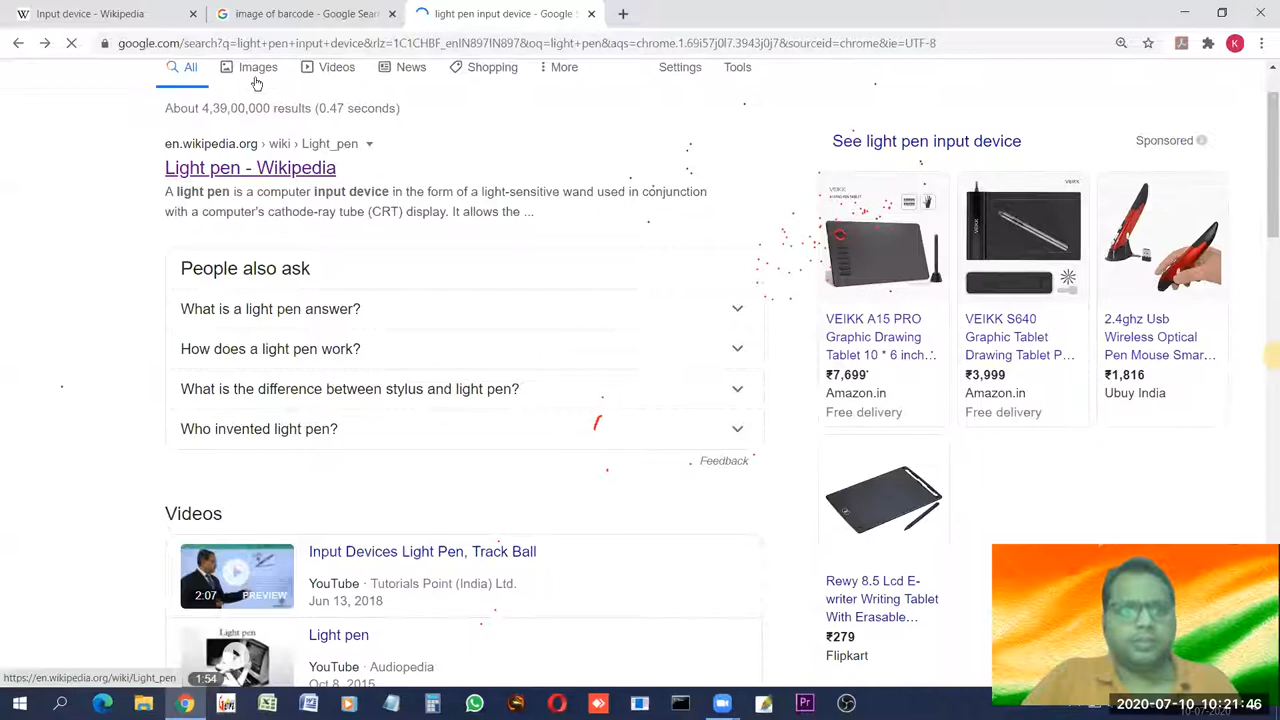 Input device - Wikipedia
image of barcode - Google Sear
light pen input device - Google S
google.com/search?q=light+pen+input+device&rlz=1C1CHBF_enIN897IN897&oq=light+pen&aqs=chrome.1.69i57j0l7.3943j0j7&sourceid=chrome&ie=UTF-8
K
All Images Videos News Shopping More Settings Tools
About 4,39,00,000 results (0.47 seconds)
en.wikipedia.org › wiki › Light_pen
Light pen - Wikipedia
A light pen is a computer input device in the form of a light-sensitive wand used in conjunction
with a computer's cathode-ray tube (CRT) display. It allows the ...
People also ask
What is a light pen answer?
How does a light pen work?
What is the difference between stylus and light pen?
Who invented light pen?
Feedback
Videos
2:07 PREVIEW
Input Devices Light Pen, Track Ball
YouTube · Tutorials Point (India) Ltd.
Jun 13, 2018
Light pen
1:54
Light pen
YouTube · Audiopedia
Oct 8, 2015
See light pen input device
Sponsored
VEIKK
VEIKK A15 PRO
Graphic Drawing
Tablet 10 * 6 inch...
₹7,699
Amazon.in
Free delivery
VEIKK
VEIKK S640
Graphic Tablet
Drawing Tablet P...
₹3,999
Amazon.in
Free delivery
2.4ghz Usb
Wireless Optical
Pen Mouse Smar...
₹1,816
Ubuy India
Rewy 8.5 Lcd E-
writer Writing Tablet
With Erasable...
₹279
Flipkart
https://en.wikipedia.org/wiki/Light_pen
2020-07-10 10:21:46
10-07-2020